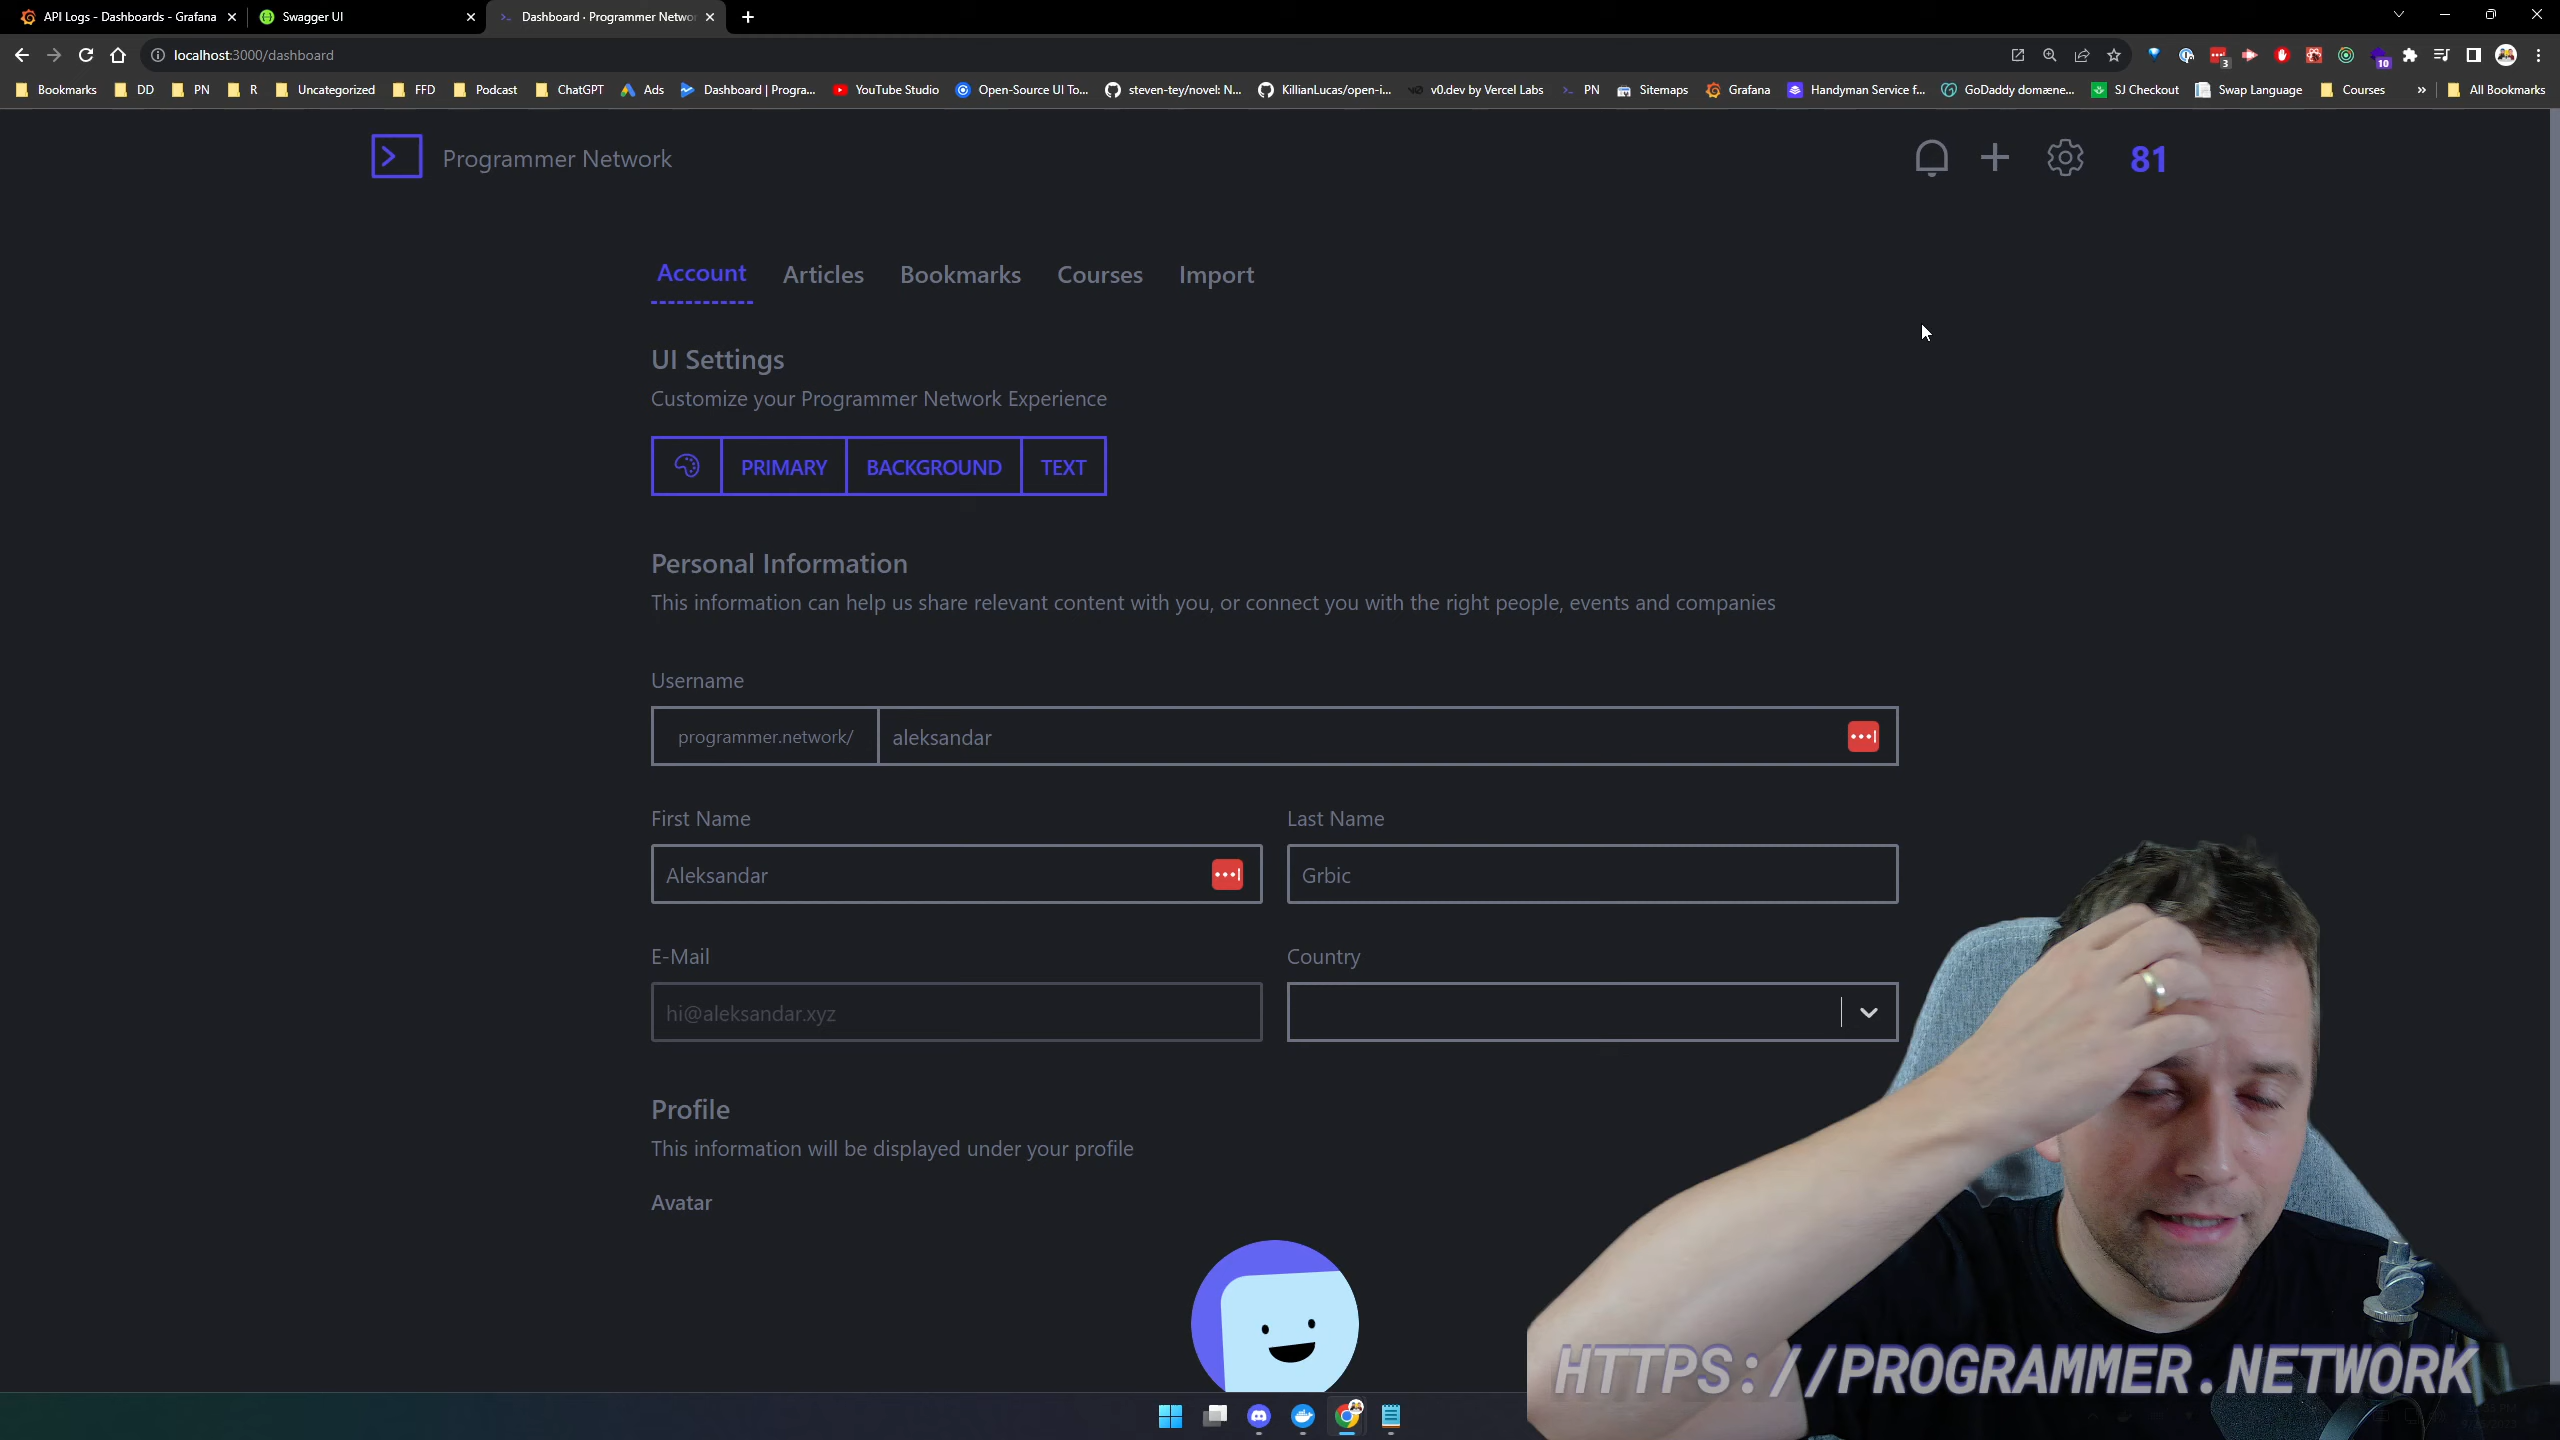 API Logs - Dashboards - Grafana
Swagger UI
Dashboard · Programmer Networ
localhost:3000/dashboard
3
10
Bookmarks
DD
PN
R
Uncategorized
FFD
Podcast
ChatGPT
Ads
Dashboard | Progra...
YouTube Studio
Open-Source UI To...
steven-tey/novel: N...
KillianLucas/open-i...
v0.dev by Vercel Labs
PN
Sitemaps
Grafana
Handyman Service f...
GoDaddy domæne...
SJ Checkout
Swap Language
Courses
»
All Bookmarks
Programmer Network
81
Account
Articles
Bookmarks
Courses
Import
UI Settings
Customize your Programmer Network Experience
PRIMARY
BACKGROUND
TEXT
Personal Information
This information can help us share relevant content with you, or connect you with the right people, events and companies
Username
programmer.network/
aleksandar
First Name
Last Name
Aleksandar
Grbic
E-Mail
Country
hi@aleksandar.xyz
Profile
This information will be displayed under your profile
Avatar
HTTPS://PROGRAMMER.NETWORK